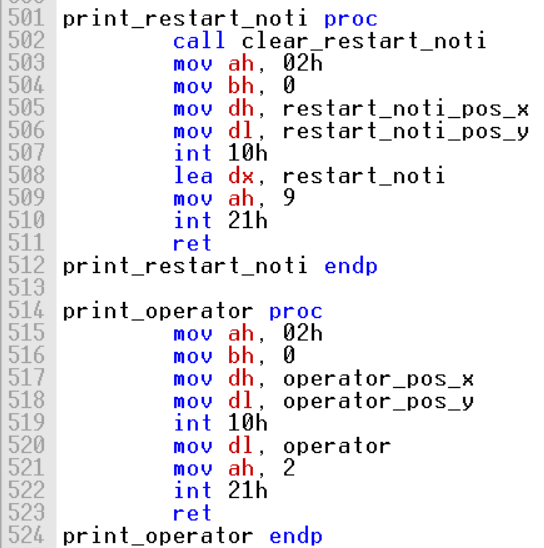 501 print_restart_noti proc
502 call clear_restart_noti
503 mov ah, 02h
504 mov bh, 0
505 mov dh, restart_noti_pos_x
506 mov dl, restart_noti_pos_y
507 int 10h
508 lea dx, restart_noti
509 mov ah, 9
510 int 21h
511 ret
512 print_restart_noti endp
513
514 print_operator proc
515 mov ah, 02h
516 mov bh, 0
517 mov dh, operator_pos_x
518 mov dl, operator_pos_y
519 int 10h
520 mov dl, operator
521 mov ah, 2
522 int 21h
523 ret
524 print_operator endp